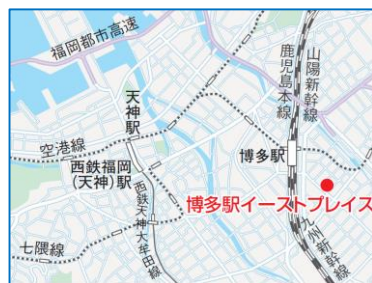 福岡都市高速
天神駅
空港線
西鉄福岡
(天神)駅
七隈線
西鉄天神大牟田線
鹿児島本線
山陽新幹線
博多駅
博多駅イーストプレイス
九州新幹線